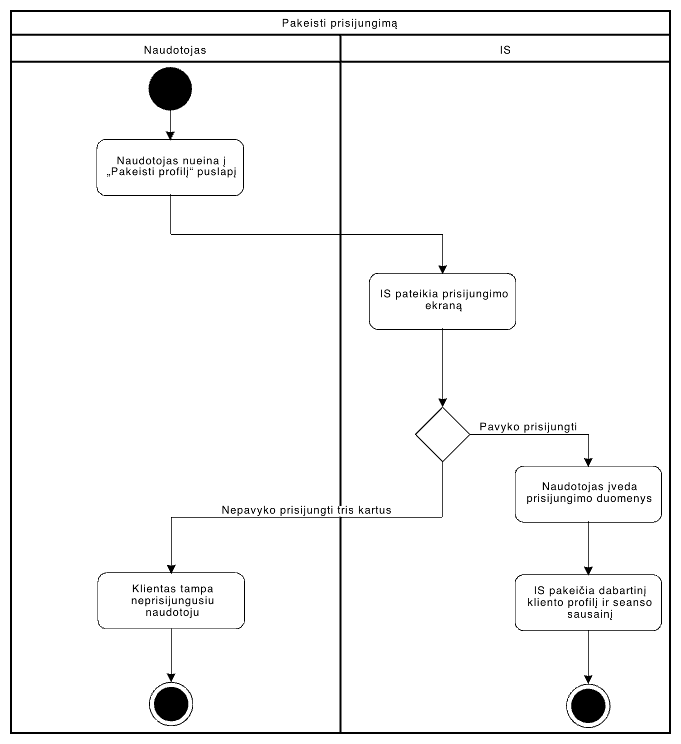 Pakeisti prisijungimą
Naudotojas
IS
Naudotojas nueina į
„Pakeisti profilį“ puslapį
IS pateikia prisijungimo
ekraną
Pavyko prisijungti
Naudotojas įveda
prisijungimo duomenys
Nepavyko prisijungti tris kartus
Klientas tampa
neprisijungusiu
naudotoju
IS pakeičia dabartinį
kliento profilį ir seanso
sausainį